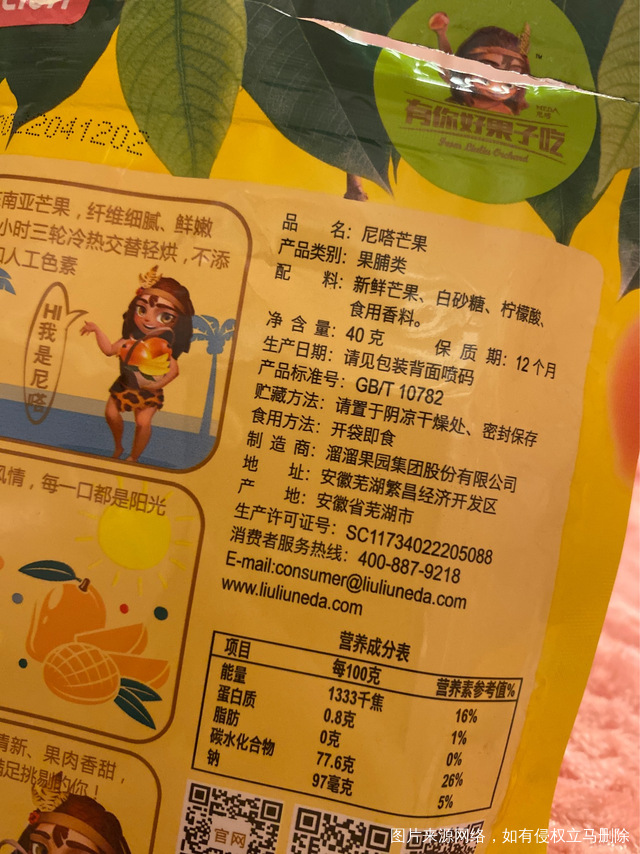 22041202
有你好果子吃
南亚芒果，纤维细腻、鲜嫩
小时三轮冷热交替轻烘，不添
加人工色素
HI
我是尼嗒
风情，每一口都是阳光
清新、果肉香甜，
满足挑剔的你！
品 名：尼嗒芒果
产品类别：果脯类
配 料：新鲜芒果、白砂糖、柠檬酸、
食用香料。
净 含 量：40 克 保 质 期：12 个月
生产日期：请见包装背面喷码
产品标准号：GB/T 10782
贮藏方法：请置于阴凉干燥处、密封保存
食用方法：开袋即食
制 造 商：溜溜果园集团股份有限公司
地 址：安徽芜湖繁昌经济开发区
产 地：安徽省芜湖市
生产许可证号：SC11734022205088
消费者服务热线：400-887-9218
E-mail:consumer@liuliuneda.com
www.liuliuneda.com
营养成分表
项目 每100克 营养素参考值%
能量 1333千焦 16%
蛋白质 0.8克 1%
脂肪 0克 0%
碳水化合物 77.6克 26%
钠 97毫克 5%
官网
图片来源网络，如有侵权立马删除